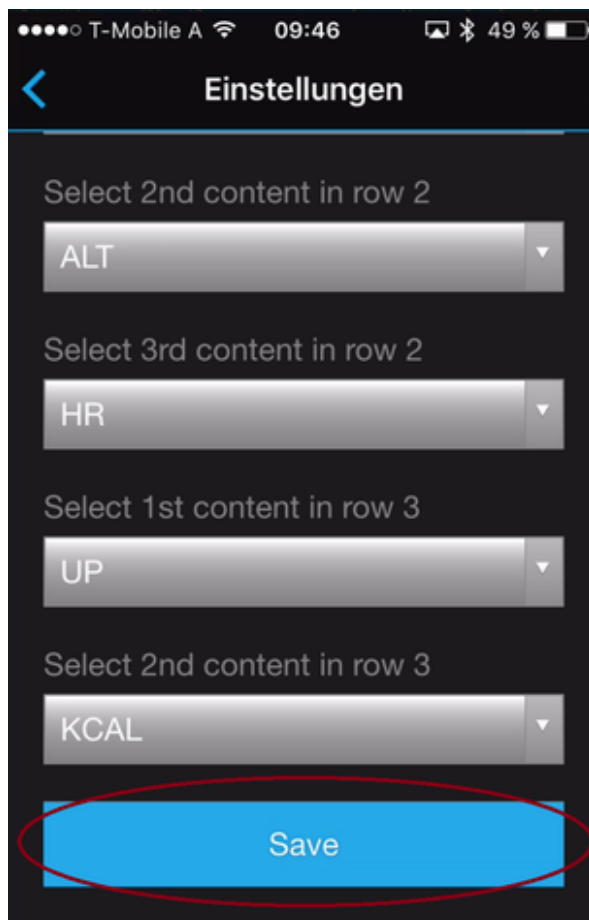 T-Mobile A 09:46 49 %
Einstellungen
Select 2nd content in row 2
ALT
Select 3rd content in row 2
HR
Select 1st content in row 3
UP
Select 2nd content in row 3
KCAL
Save